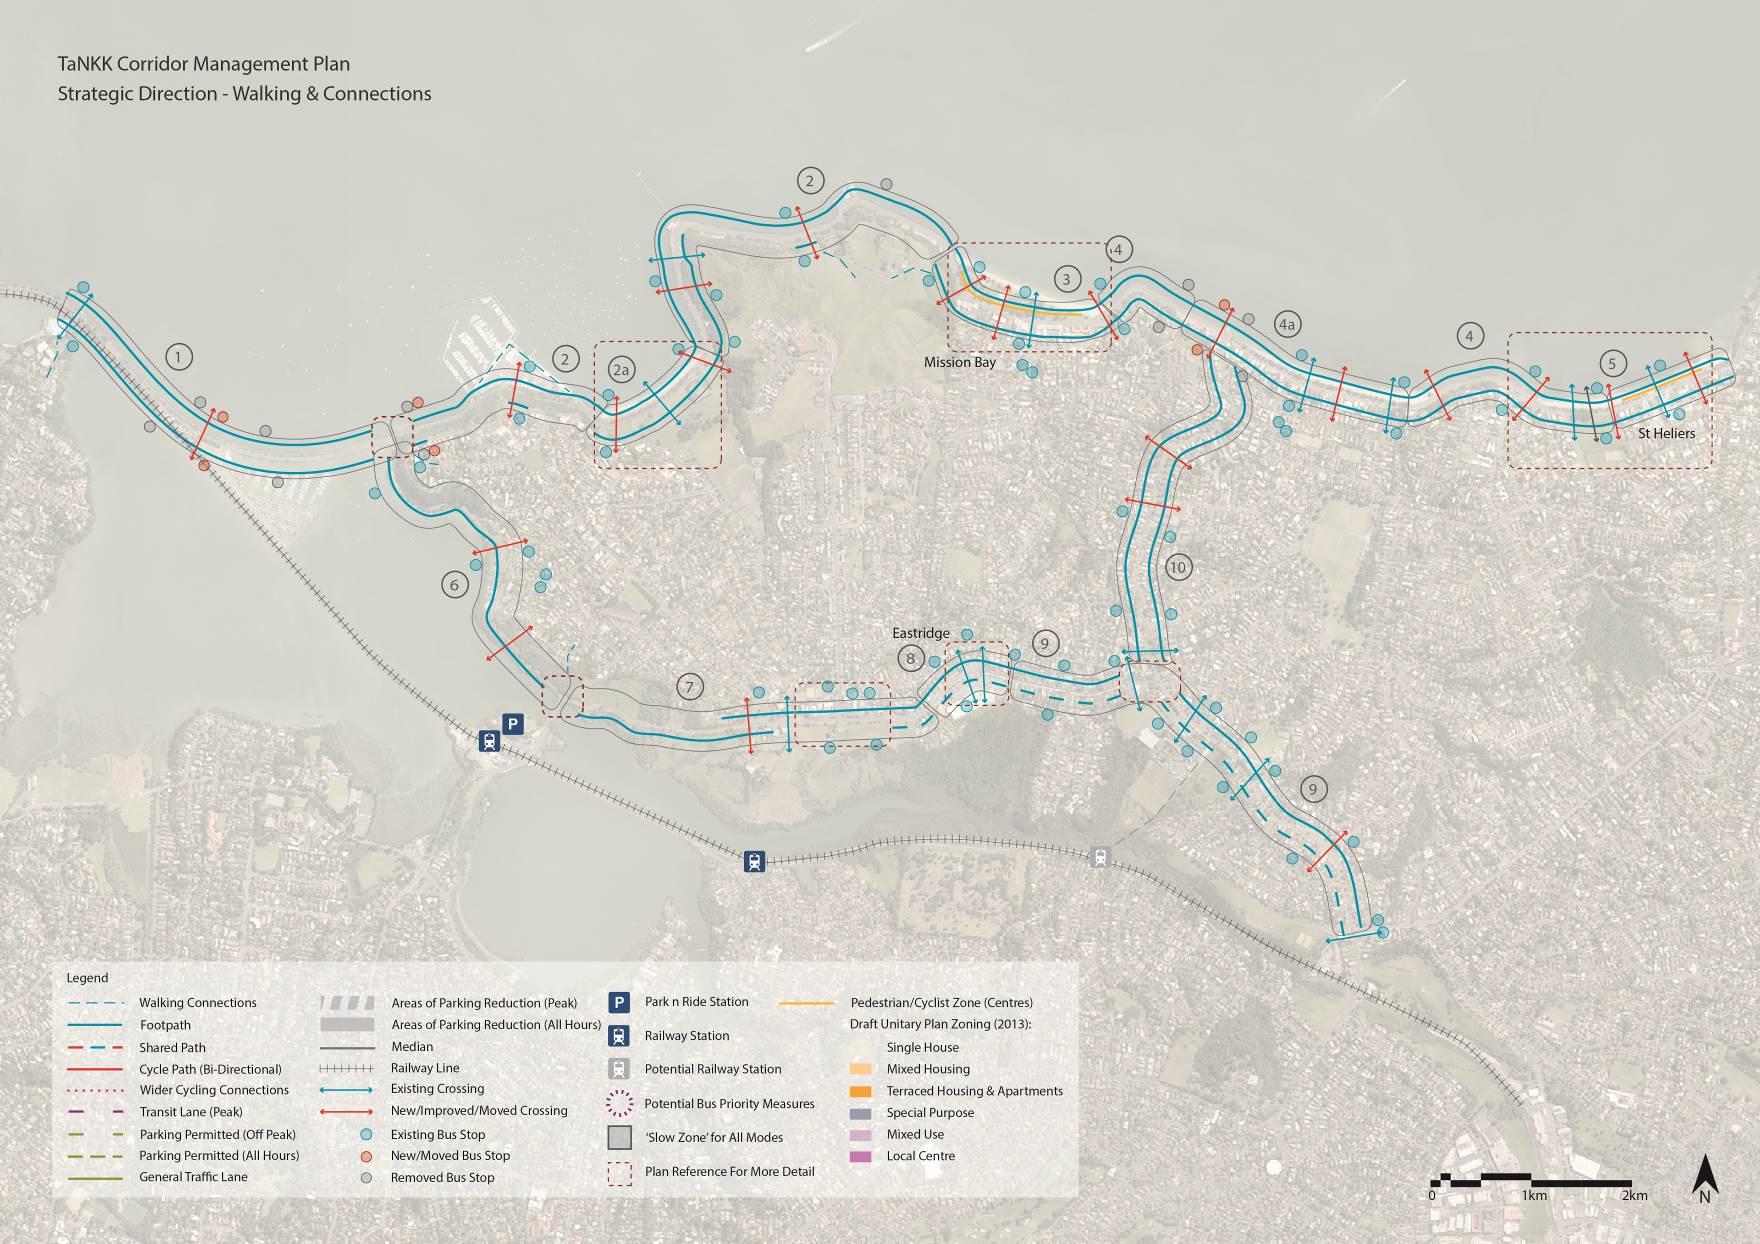 TaNKK Corridor Management Plan
Strategic Direction - Walking & Connections
2
4
3
4a
1
2
2a
4
5
Mission Bay
St Heliers
6
10
Eastridge
8
9
7
P
9
Legend
Walking Connections
Footpath
Shared Path
Cycle Path (Bi-Directional)
Wider Cycling Connections
Transit Lane (Peak)
Parking Permitted (Off Peak)
Parking Permitted (All Hours)
General Traffic Lane
Areas of Parking Reduction (Peak)
Areas of Parking Reduction (All Hours)
Median
Railway Line
Existing Crossing
New/Improved/Moved Crossing
Existing Bus Stop
New/Moved Bus Stop
Removed Bus Stop
P Park n Ride Station
Railway Station
Potential Railway Station
Potential Bus Priority Measures
'Slow Zone' for All Modes
Plan Reference For More Detail
Pedestrian/Cyclist Zone (Centres)
Draft Unitary Plan Zoning (2013):
Single House
Mixed Housing
Terraced Housing & Apartments
Special Purpose
Mixed Use
Local Centre
0 1km 2km
N